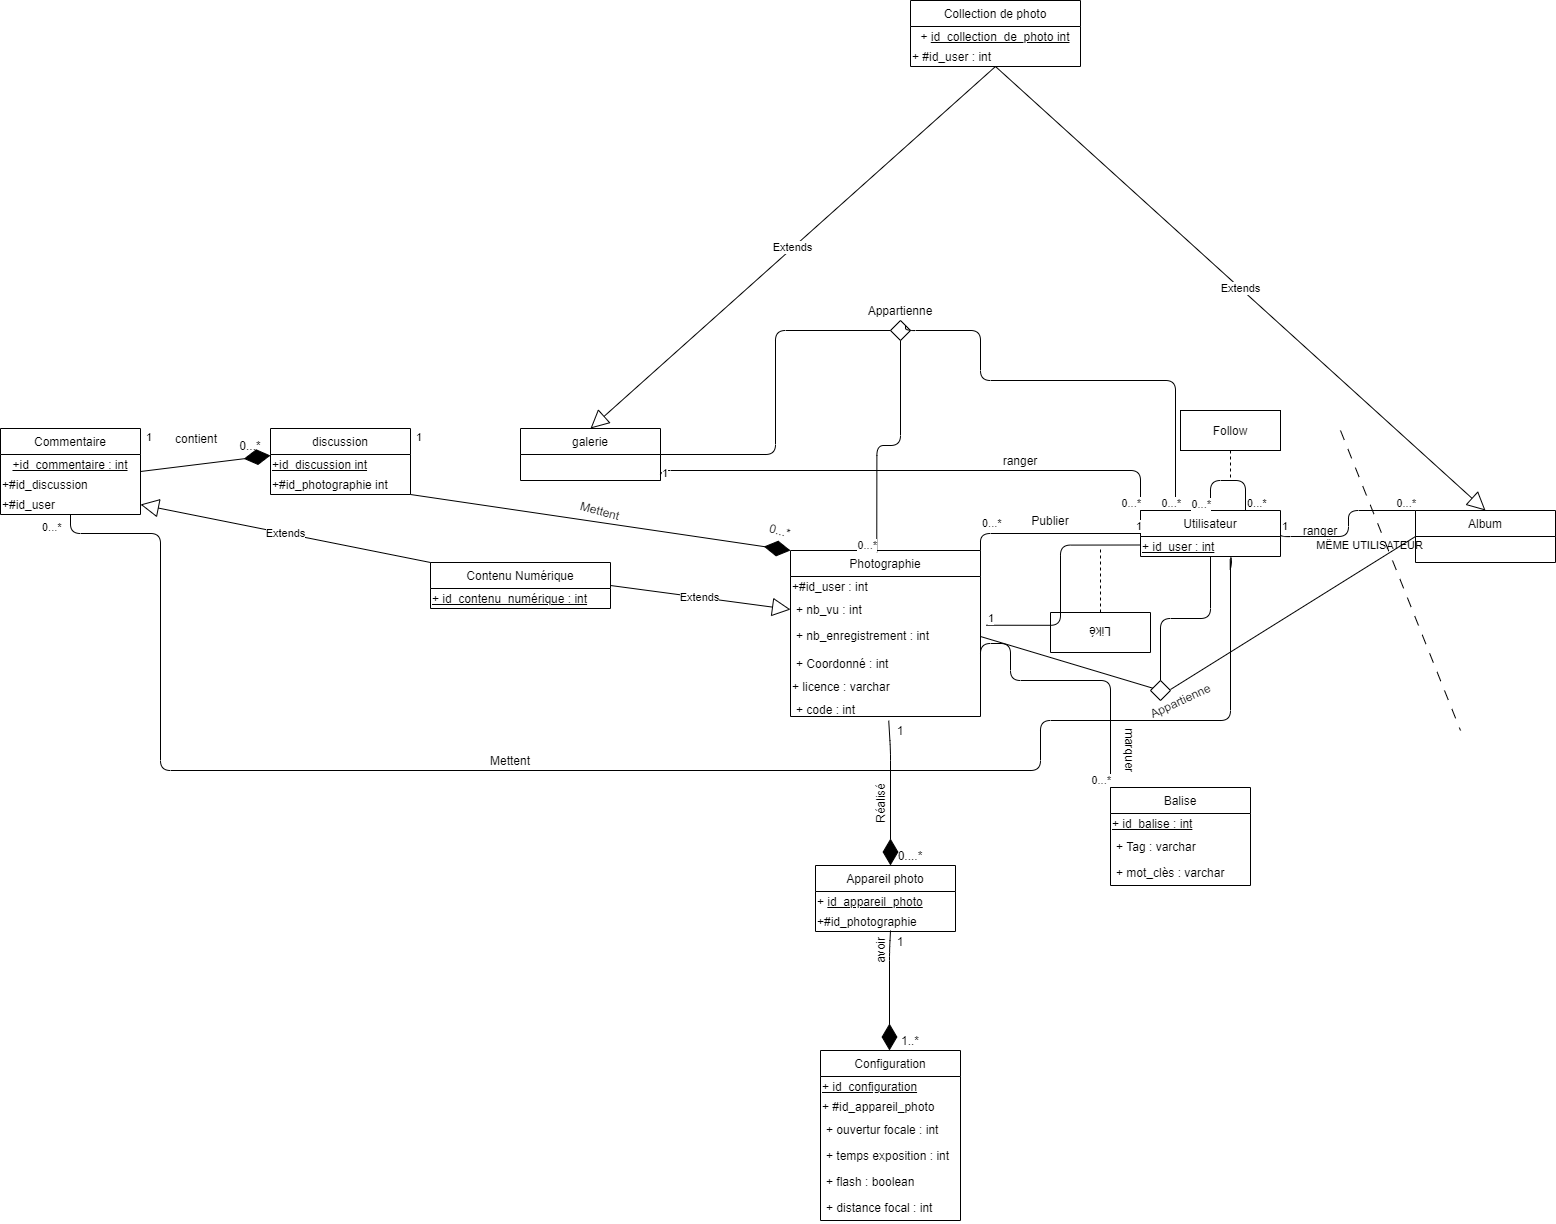 Collection de photo
+ id_collection_de_photo int
+ #id_user : int
Extends
Extends
Appartienne
Follow
Commentaire
+id_commentaire : int
+#id_discussion
+#id_user
1
contient
0...*
discussion
+id_discussion int
+#id_photographie int
1
galerie
1
ranger
0...*
0...*
0...*
0...*
Utilisateur
+ id_user : int
1
1
ranger
MÊME UTILISATEUR
0...*
Album
0...*
Extends
Mettent
0...*
0...*
0...*
Publier
Contenu Numérique
+ id_contenu_numérique : int
Extends
Photographie
+#id_user : int
+ nb_vu : int
+ nb_enregistrement : int
+ Coordonné : int
+ licence : varchar
+ code : int
1
Liké
Appartienne
marquer
0...*
Mettent
1
Réalisé
0....*
Balise
+ id_balise : int
+ Tag : varchar
+ mot_clès : varchar
Appareil photo
+ id_appareil_photo
+#id_photographie
avoir
1
1..*
Configuration
+ id_configuration
+ #id_appareil_photo
+ ouvertur focale : int
+ temps exposition : int
+ flash : boolean
+ distance focal : int